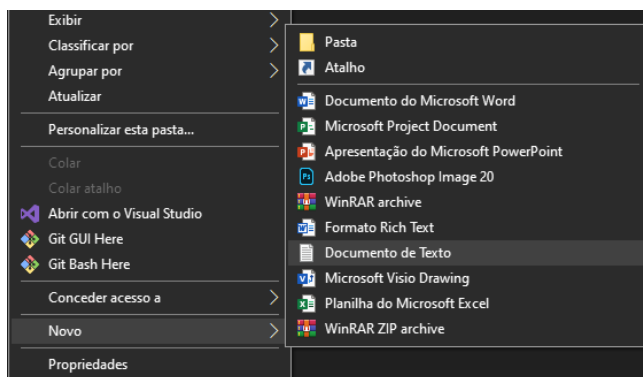 Exibir
Classificar por
Agrupar por
Atualizar
Personalizar esta pasta...
Colar
Colar atalho
Abrir com o Visual Studio
Git GUI Here
Git Bash Here
Conceder acesso a
Novo
Propriedades
Pasta
Atalho
Documento do Microsoft Word
Microsoft Project Document
Apresentação do Microsoft PowerPoint
Adobe Photoshop Image 20
WinRAR archive
Formato Rich Text
Documento de Texto
Microsoft Visio Drawing
Planilha do Microsoft Excel
WinRAR ZIP archive